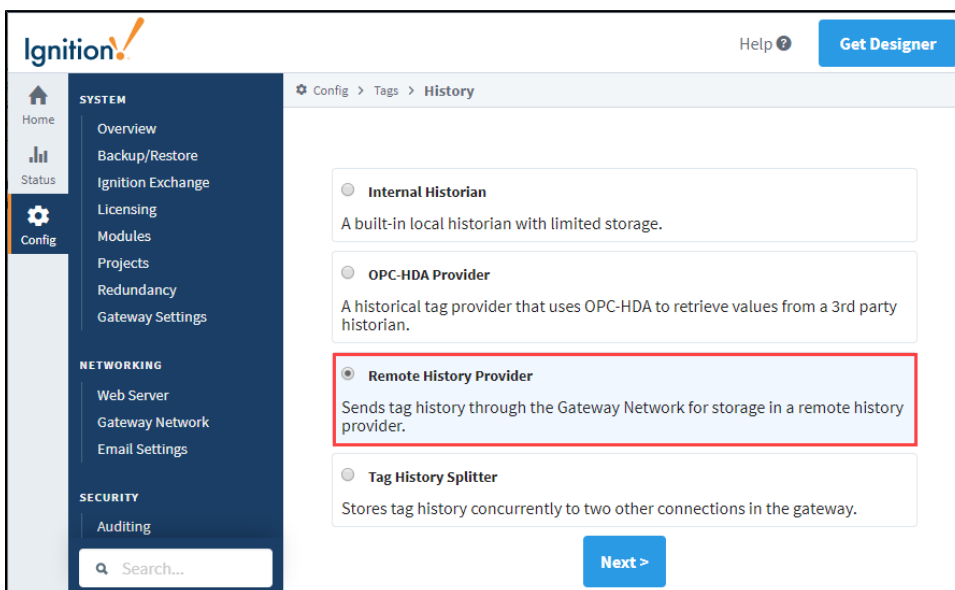 Ignition!
Help ?
Get Designer
Home
Status
Config
SYSTEM
Overview
Backup/Restore
Ignition Exchange
Licensing
Modules
Projects
Redundancy
Gateway Settings
NETWORKING
Web Server
Gateway Network
Email Settings
SECURITY
Auditing
Search...
Config > Tags > History
Internal Historian
A built-in local historian with limited storage.
OPC-HDA Provider
A historical tag provider that uses OPC-HDA to retrieve values from a 3rd party
historian.
Remote History Provider
Sends tag history through the Gateway Network for storage in a remote history
provider.
Tag History Splitter
Stores tag history concurrently to two other connections in the gateway.
Next >